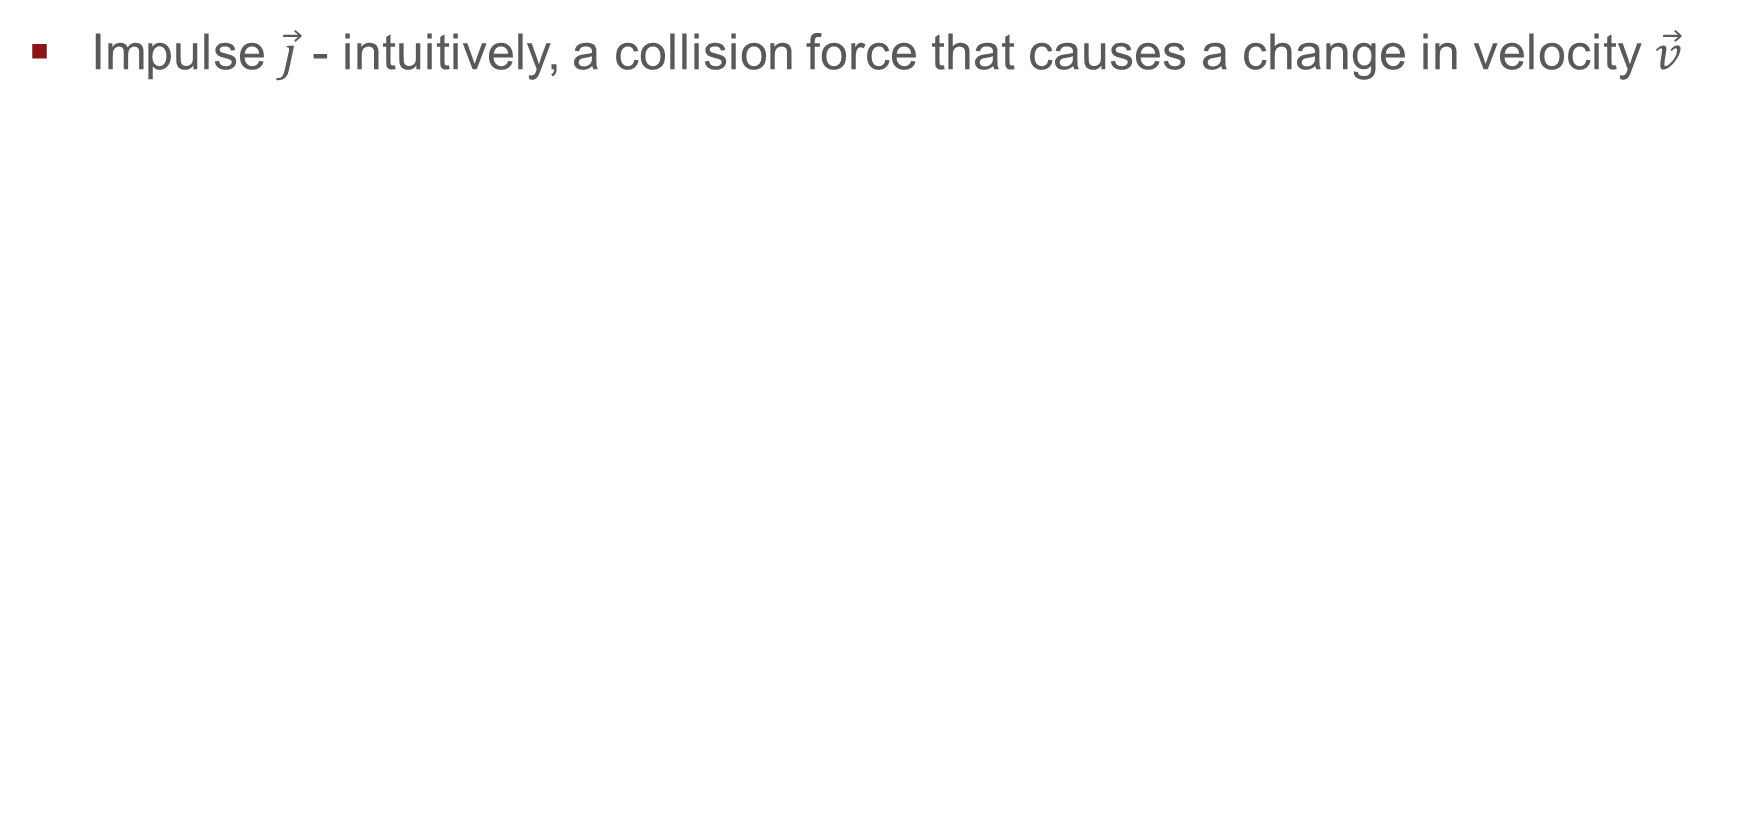 ▪ Impulse 𝚥⃗ - intuitively, a collision force that causes a change in velocity 𝑣⃗